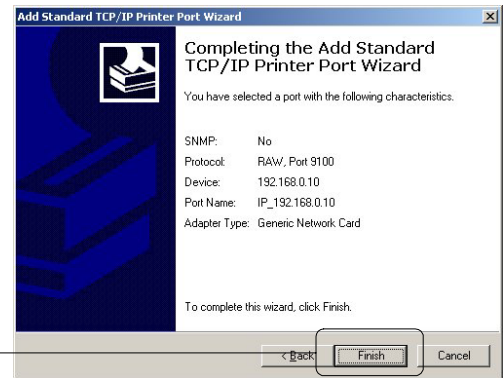 Add Standard TCP/IP Printer Port Wizard
Completing the Add Standard
TCP/IP Printer Port Wizard
You have selected a port with the following characteristics.
SNMP: No
Protocol: RAW, Port 9100
Device: 192.168.0.10
Port Name: IP_192.168.0.10
Adapter Type: Generic Network Card
To complete this wizard, click Finish.
< Back Finish Cancel